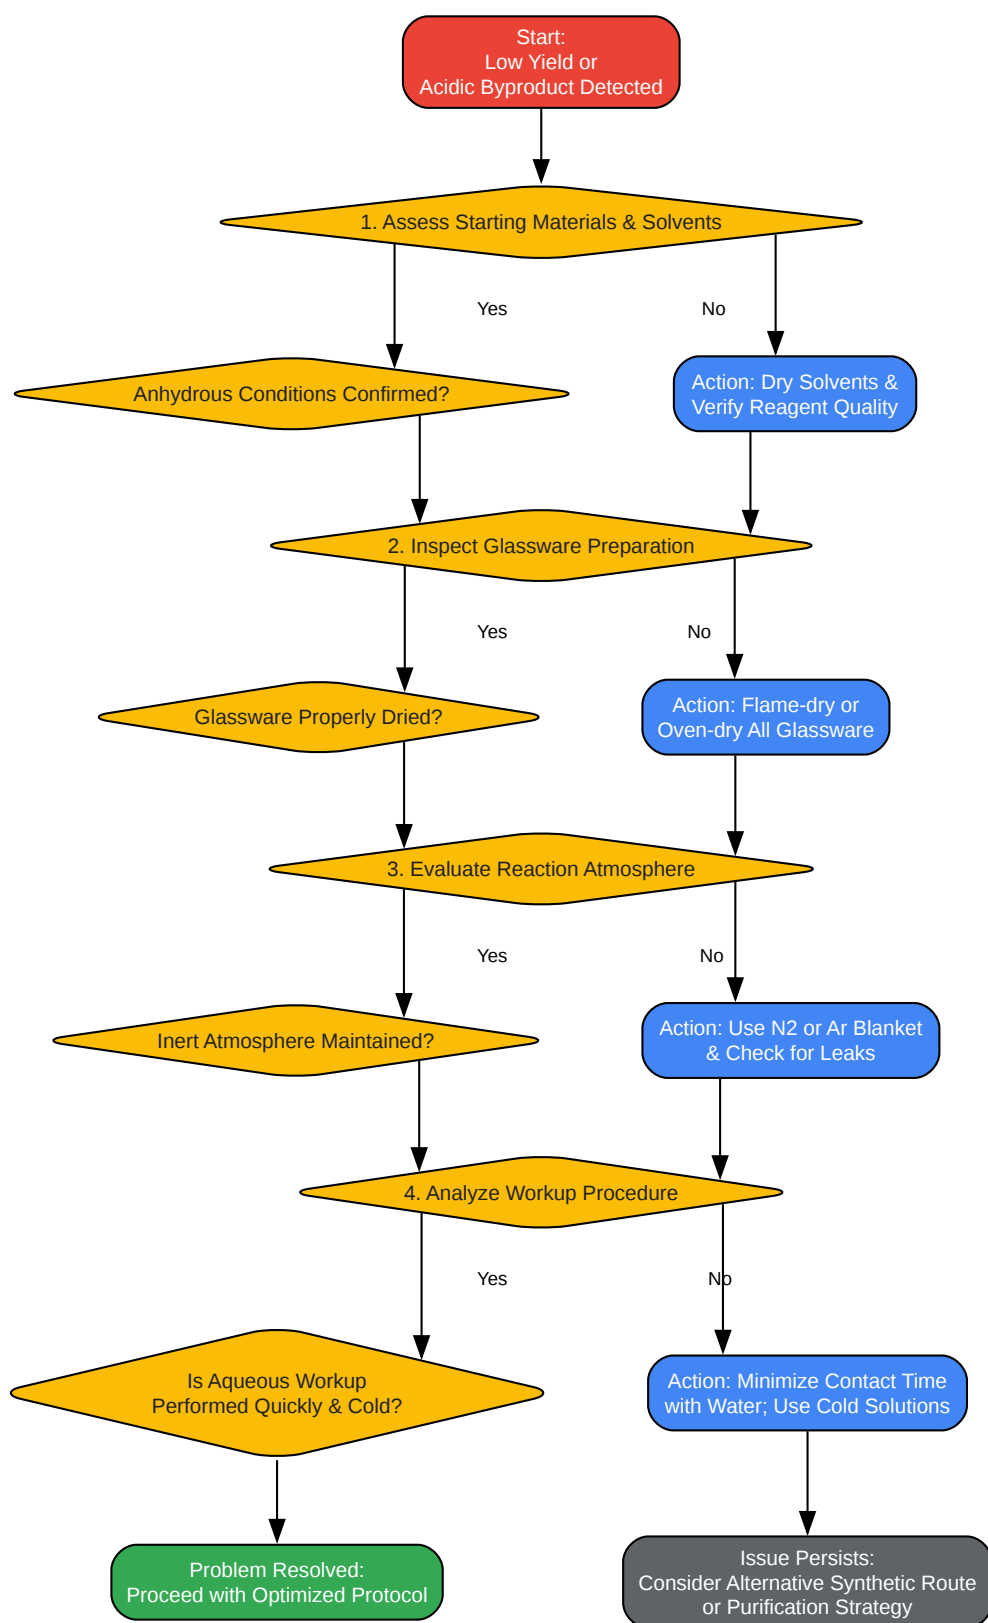 Start:
Low Yield or
Acidic Byproduct Detected
1. Assess Starting Materials & Solvents
Yes
No
Anhydrous Conditions Confirmed?
Action: Dry Solvents &
Verify Reagent Quality
2. Inspect Glassware Preparation
Yes
No
Glassware Properly Dried?
Action: Flame-dry or
Oven-dry All Glassware
3. Evaluate Reaction Atmosphere
Yes
No
Inert Atmosphere Maintained?
Action: Use N2 or Ar Blanket
& Check for Leaks
4. Analyze Workup Procedure
Yes
No
Is Aqueous Workup
Performed Quickly & Cold?
Action: Minimize Contact Time
with Water; Use Cold Solutions
Problem Resolved:
Proceed with Optimized Protocol
Issue Persists:
Consider Alternative Synthetic Route
or Purification Strategy